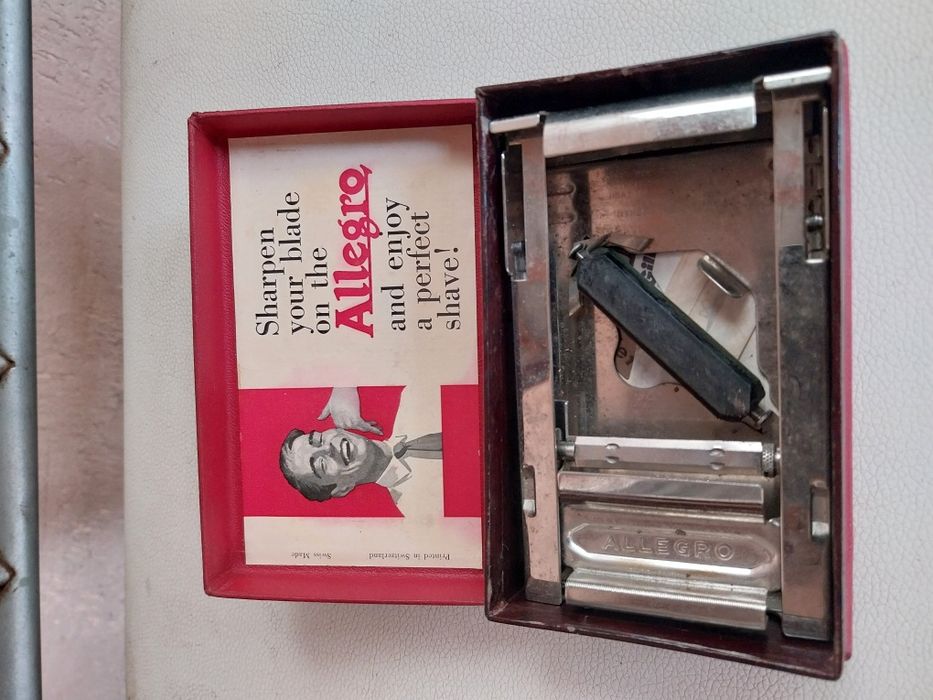 Sharpen
your blade
on the
Allegro
and enjoy
a perfect
shave!
Swiss Made
Printed in Switzerland
ALLEGRO